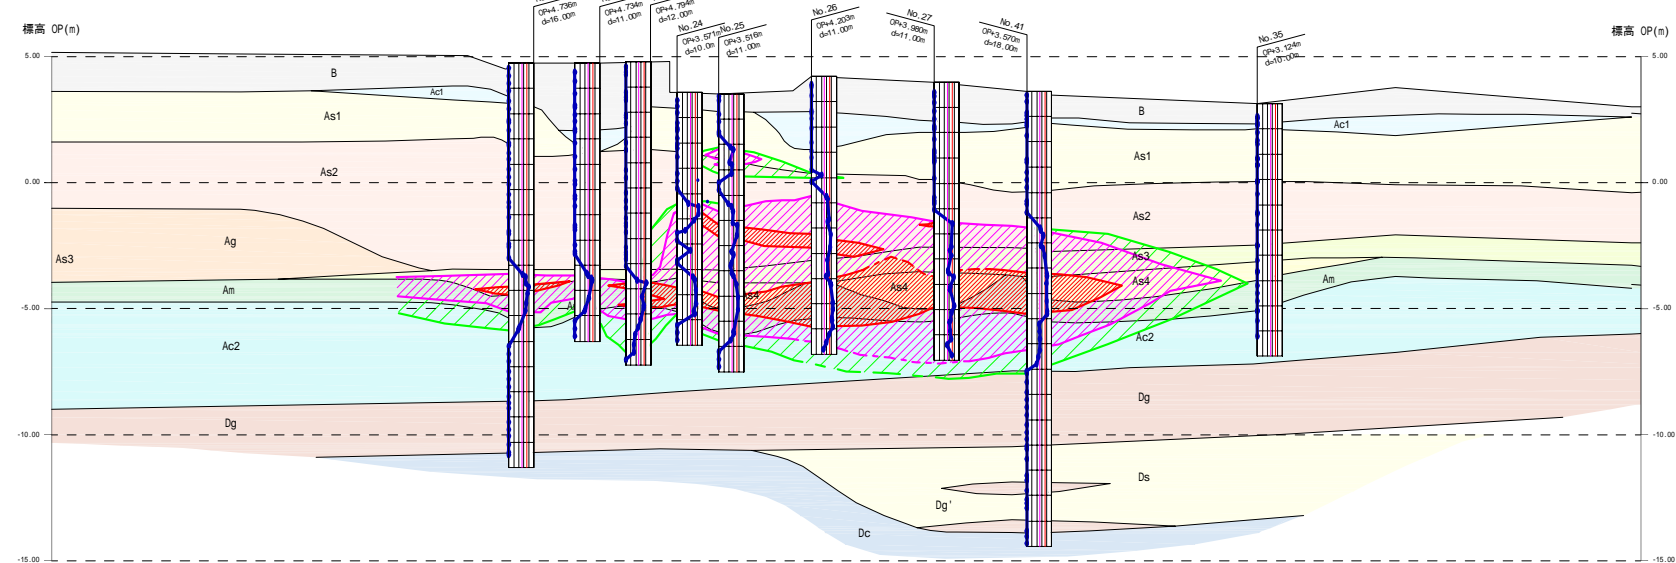 標高 OP(m)
標高 OP(m)
OP+4.736m
d=16.00m
OP+4.734m
d=11.00m
OP+4.794m
d=12.00m
No.24
OP+3.571m
d=10.0m
No.25
OP+3.516m
d=11.00m
No.26
OP+4.203m
d=11.00m
No.27
OP+3.980m
d=11.00m
No.41
OP+3.570m
d=18.00m
No.35
OP+3.124m
d=10.00m
5.00
5.00
B
Ac1
B
As1
Ac1
As1
As2
0.00
0.00
As2
Ag
As3
As3
Am
As4
As4
As4
Am
-5.00
-5.00
Ac2
Ac2
Dg
Dg
-10.00
-10.00
Ds
Dg'
Dc
-15.00
-15.00